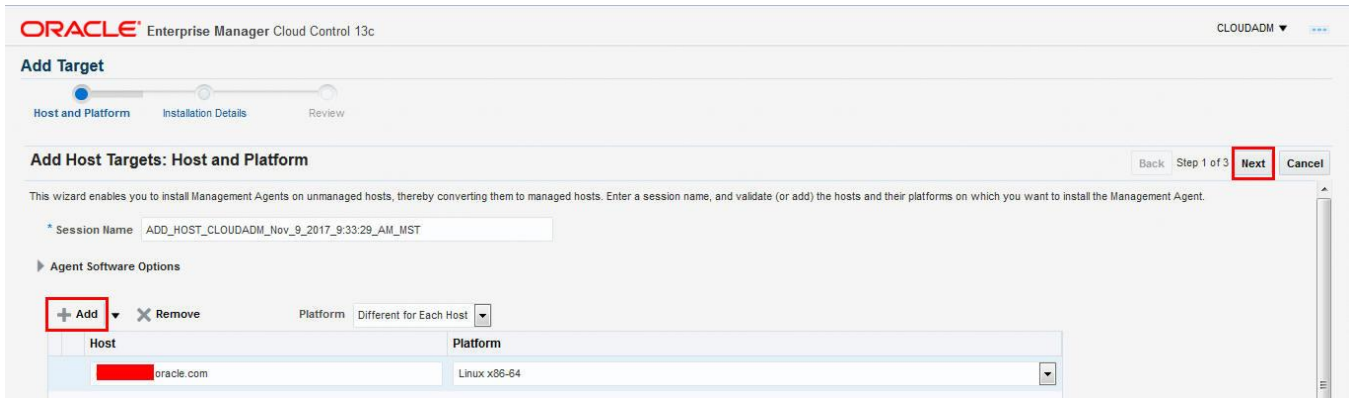 ORACLE Enterprise Manager Cloud Control 13c
CLOUDADM
Add Target
Host and Platform Installation Details Review
Add Host Targets: Host and Platform
Back Step 1 of 3 Next Cancel
This wizard enables you to install Management Agents on unmanaged hosts, thereby converting them to managed hosts. Enter a session name, and validate (or add) the hosts and their platforms on which you want to install the Management Agent.
* Session Name ADD_HOST_CLOUDADM_Nov_9_2017_9:33:29_AM_MST
Agent Software Options
Add Remove Platform Different for Each Host
Host Platform
oracle.com Linux x86-64